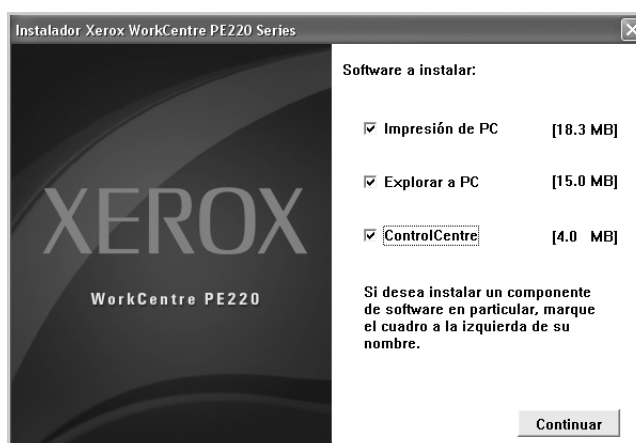 Instalador Xerox WorkCentre PE220 Series
XEROX
WorkCentre PE220
Software a instalar:
Impresión de PC [18.3 MB]
Explorar a PC [15.0 MB]
ControlCentre [4.0 MB]
Si desea instalar un componente
de software en particular, marque
el cuadro a la izquierda de su
nombre.
Continuar